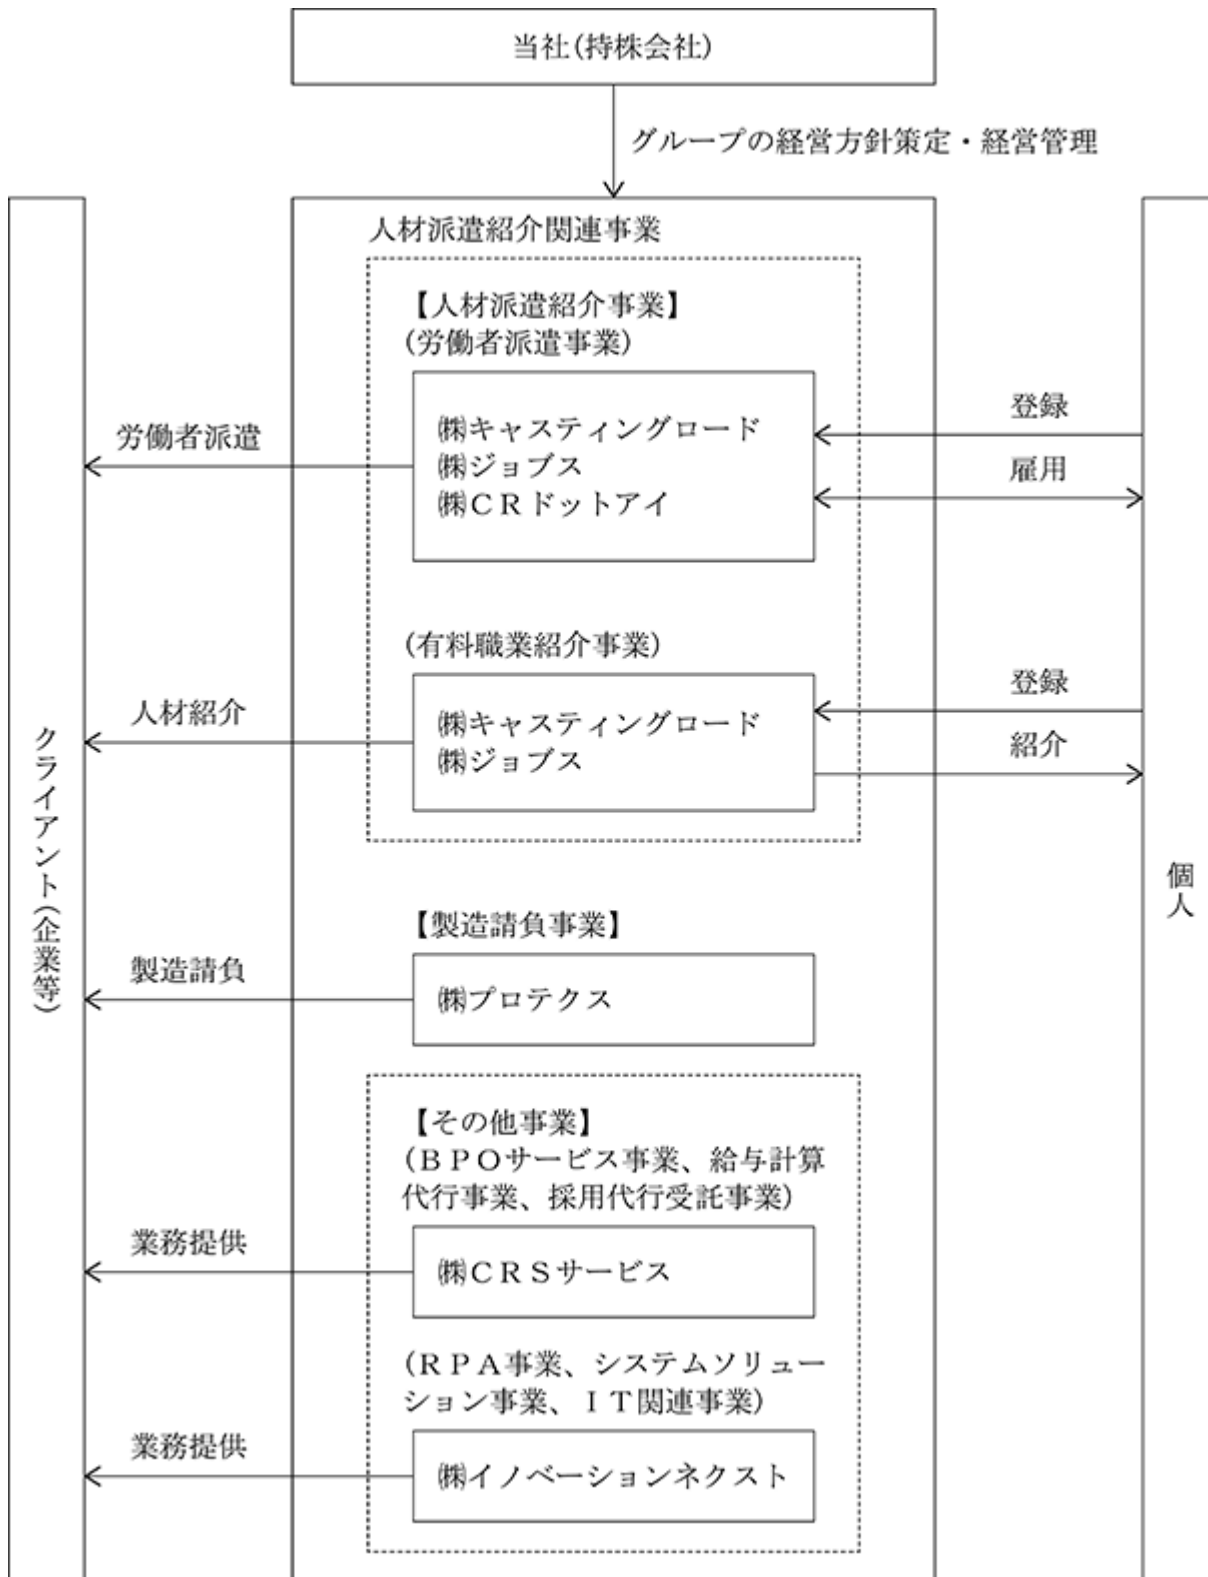 当社(持株会社)
グループの経営方針策定・経営管理
人材派遣紹介関連事業
【人材派遣紹介事業】
(労働者派遣事業)
㈱キャスティングロード
㈱ジョブス
㈱CRドットアイ
労働者派遣
登録
雇用
(有料職業紹介事業)
㈱キャスティングロード
㈱ジョブス
人材紹介
登録
紹介
クライアント(企業等)
個人
【製造請負事業】
㈱プロテクス
製造請負
【その他事業】
(BPOサービス事業、給与計算
代行事業、採用代行受託事業)
㈱CRSサービス
業務提供
(RPA事業、システムソリュー
ション事業、IT関連事業)
㈱イノベーションネクスト
業務提供